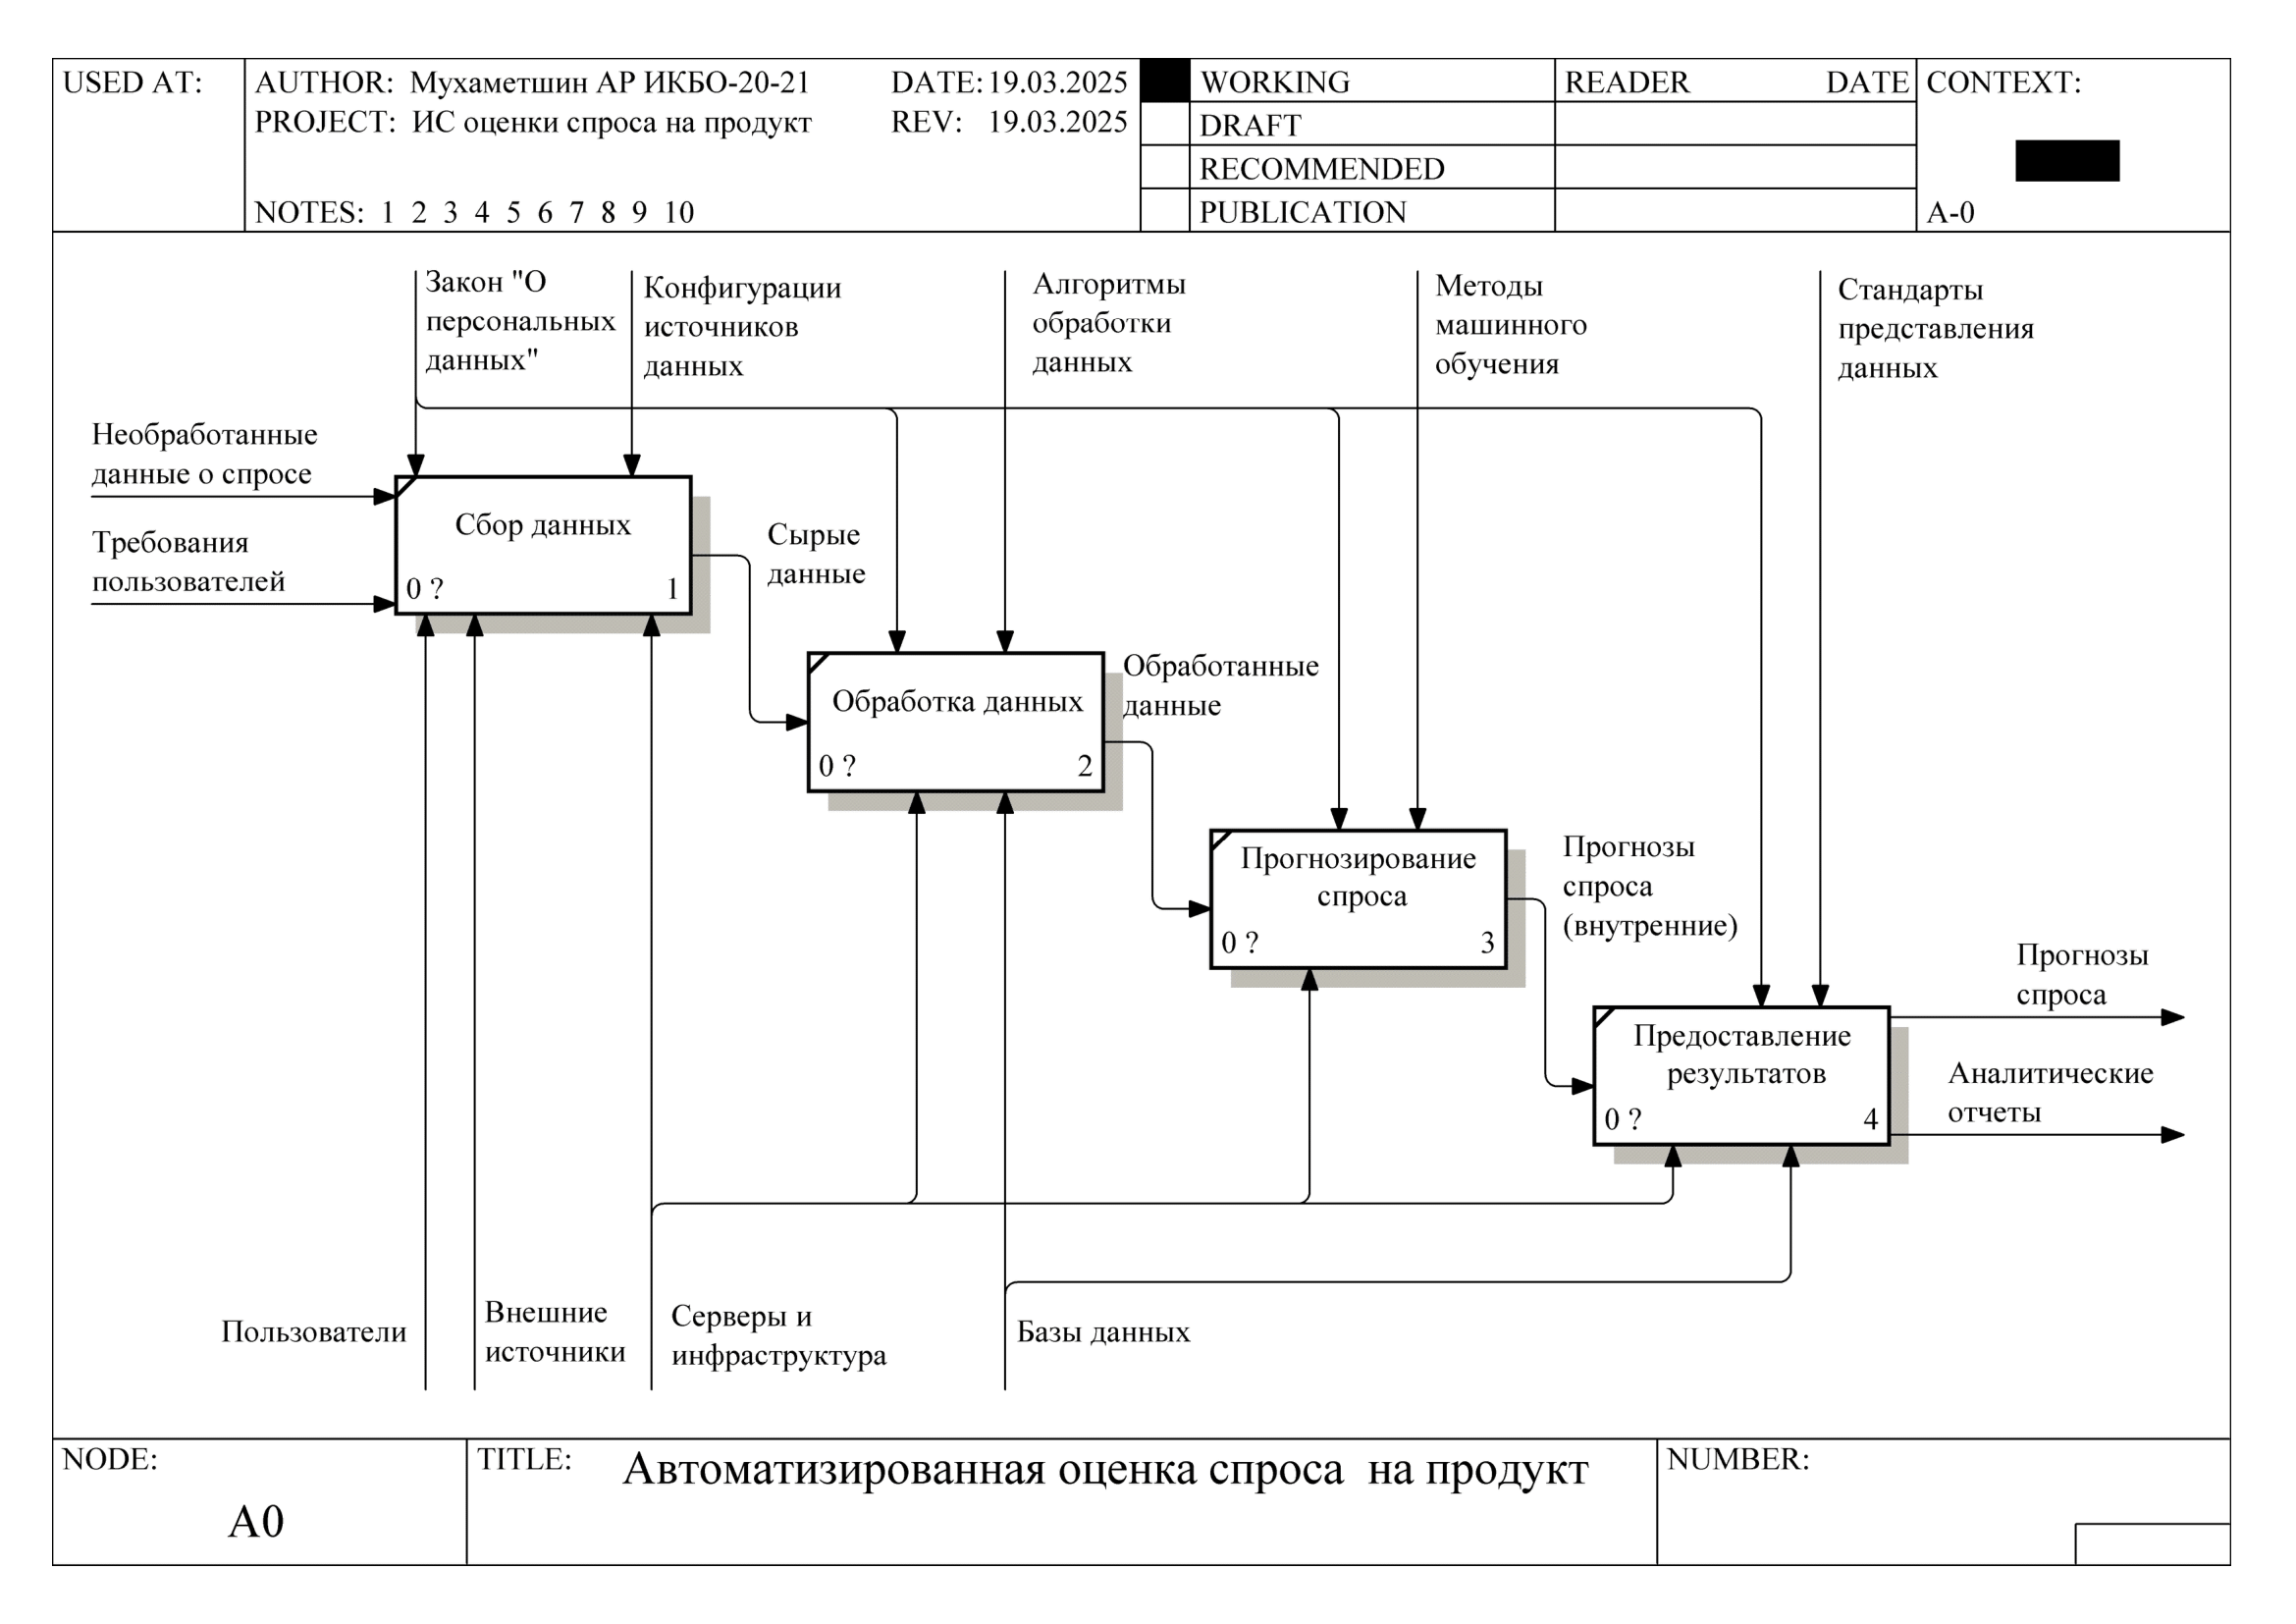 USED AT:
AUTHOR: Мухаметшин АР ИКБО-20-21
DATE: 19.03.2025
PROJECT: ИС оценки спроса на продукт
REV: 19.03.2025
NOTES: 1 2 3 4 5 6 7 8 9 10
WORKING
DRAFT
RECOMMENDED
PUBLICATION
READER DATE
CONTEXT:
A-0
Закон "О
персональных
данных"
Конфигурации
источников
данных
Алгоритмы
обработки
данных
Методы
машинного
обучения
Стандарты
представления
данных
Необработанные
данные о спросе
Требования
пользователей
Сбор данных
0 ? 1
Сырые
данные
Обработка данных
0 ? 2
Обработанные
данные
Прогнозирование
спроса
0 ? 3
Прогнозы
спроса
(внутренние)
Предоставление
результатов
0 ? 4
Прогнозы
спроса
Аналитические
отчеты
Пользователи
Внешние
источники
Серверы и
инфраструктура
Базы данных
NODE:
A0
TITLE: Автоматизированная оценка спроса на продукт
NUMBER: